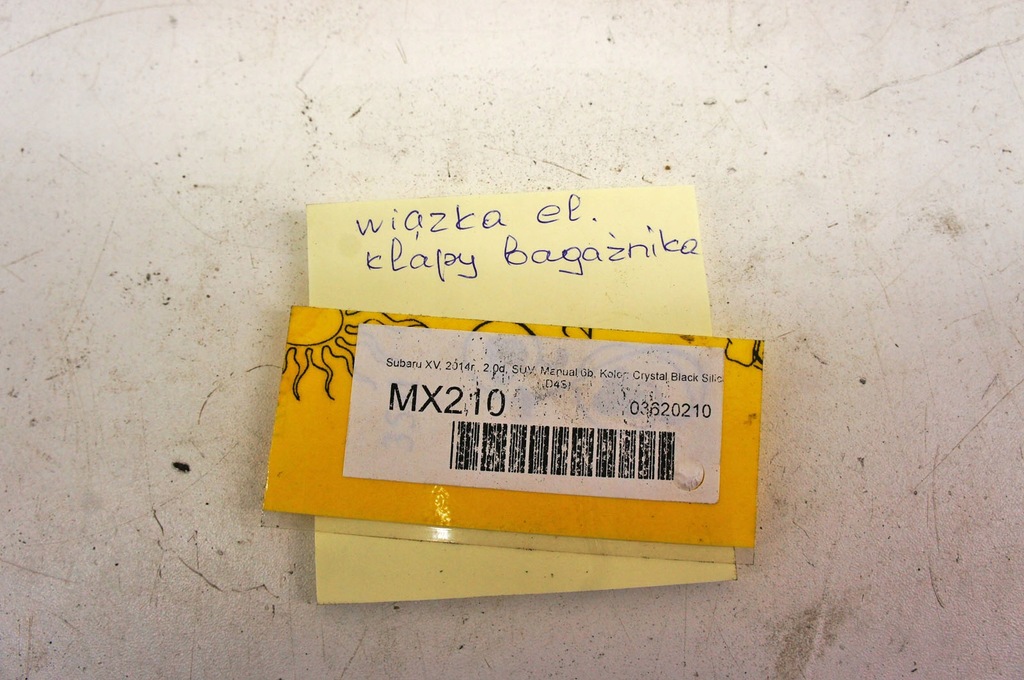 wiązka el.
klapy bagażnika
Subaru XV, 2014r., 2.0d, SUV, Manual 6b, Kolor: Crystal Black Silic
D4S!
MX210
03620210